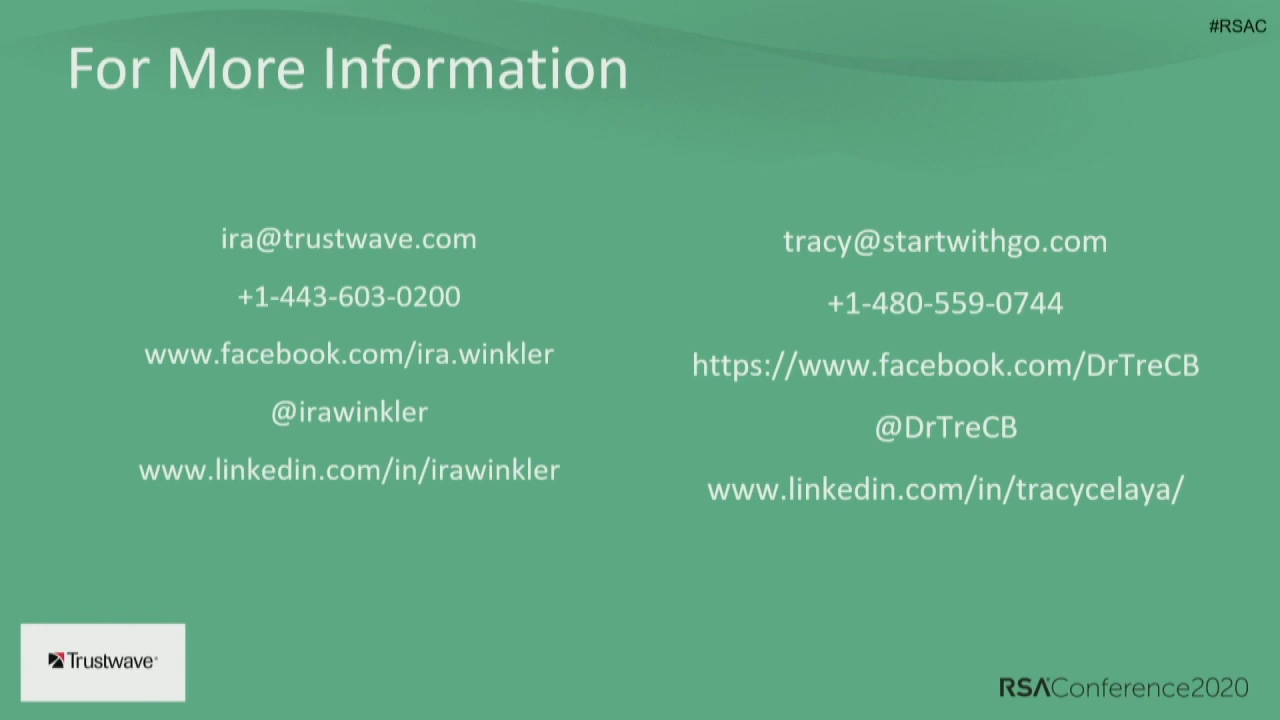 #RSAC
For More Information
ira@trustwave.com
+1-443-603-0200
www.facebook.com/ira.winkler
@irawinkler
www.linkedin.com/in/irawinkler
tracy@startwithgo.com
+1-480-559-0744
https://www.facebook.com/DrTreCB
@DrTreCB
www.linkedin.com/in/tracycelaya/
Trustwave®
RSAConference2020